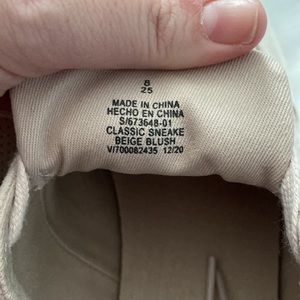 8
25
MADE IN CHINA
HECHO EN CHINA
S/673648-01
CLASSIC SNEAKE
BEIGE BLUSH
V/700082435 12/20